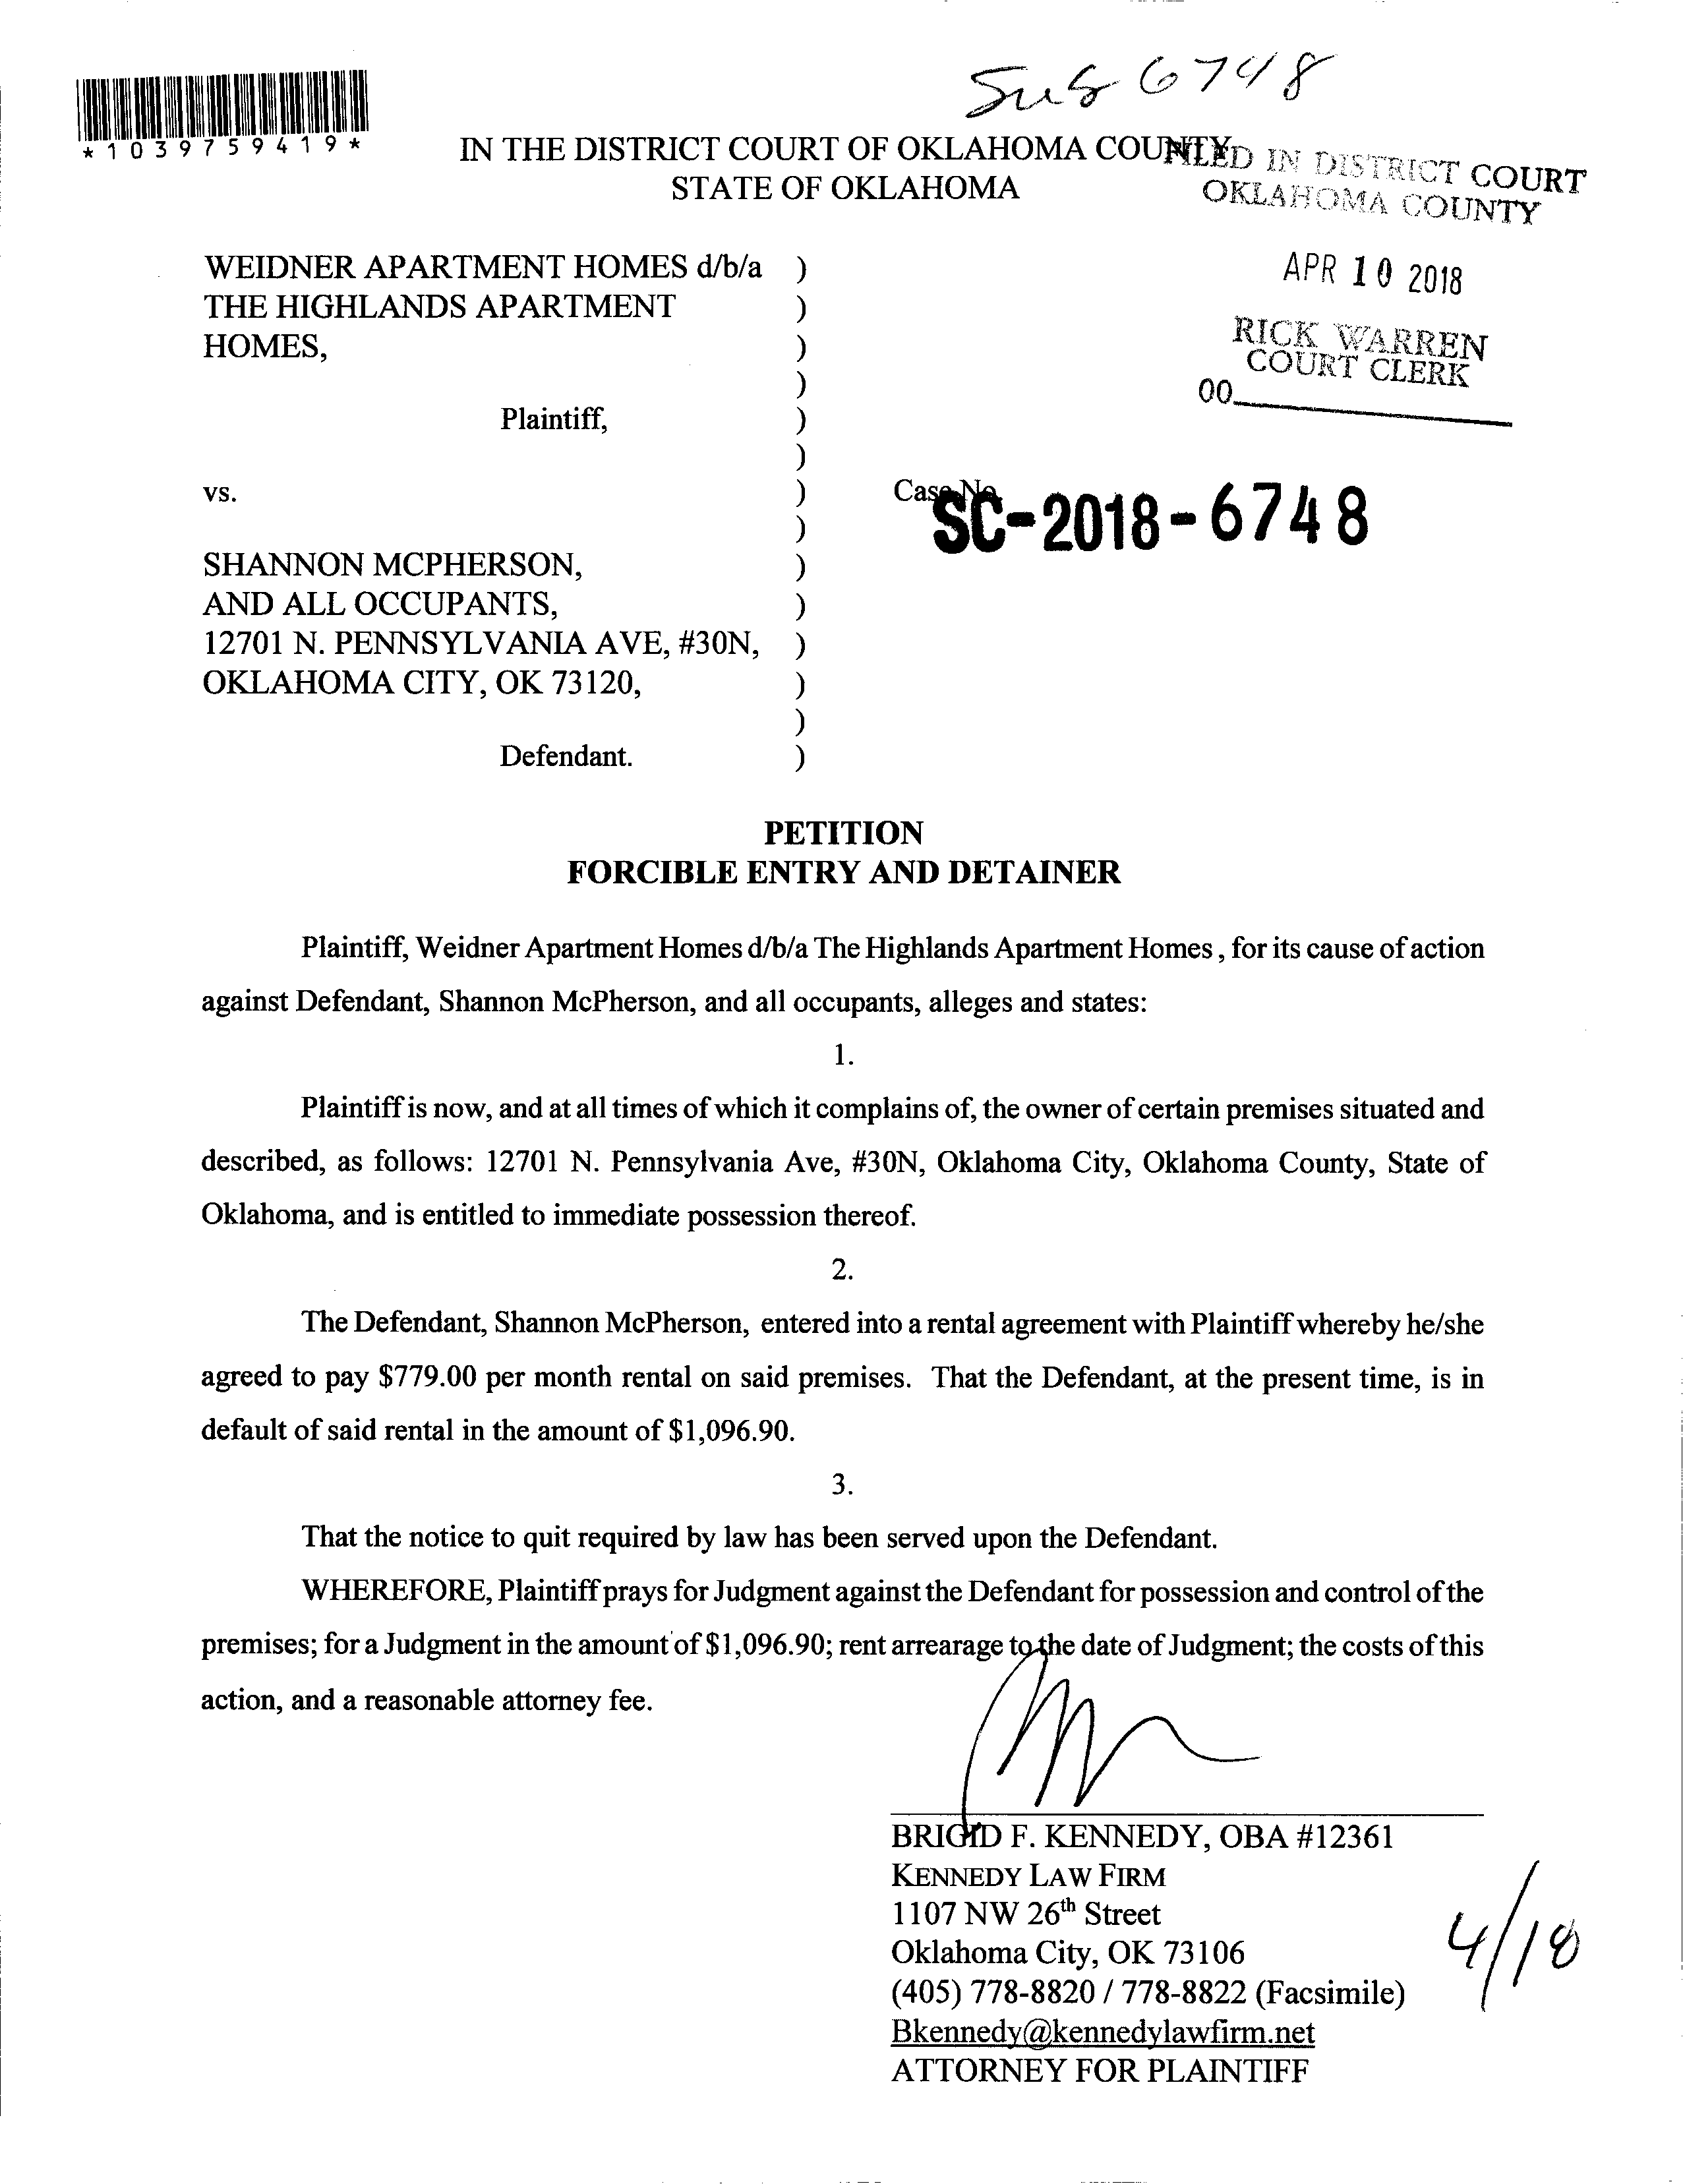 Sus 6748
*1039759419*
IN THE DISTRICT COURT OF OKLAHOMA COUNTY
STATE OF OKLAHOMA
FILED IN DISTRICT COURT
OKLAHOMA COUNTY
APR 10 2018
RICK WARREN
COURT CLERK
00
WEIDNER APARTMENT HOMES d/b/a )
THE HIGHLANDS APARTMENT )
HOMES, )
)
Plaintiff, )
)
vs. )
Case No.
SC-2018-6748
)
SHANNON MCPHERSON, )
AND ALL OCCUPANTS, )
12701 N. PENNSYLVANIA AVE, #30N, )
OKLAHOMA CITY, OK 73120, )
)
Defendant. )
PETITION
FORCIBLE ENTRY AND DETAINER
Plaintiff, Weidner Apartment Homes d/b/a The Highlands Apartment Homes , for its cause of action
against Defendant, Shannon McPherson, and all occupants, alleges and states:
1.
Plaintiff is now, and at all times of which it complains of, the owner of certain premises situated and
described, as follows: 12701 N. Pennsylvania Ave, #30N, Oklahoma City, Oklahoma County, State of
Oklahoma, and is entitled to immediate possession thereof.
2.
The Defendant, Shannon McPherson, entered into a rental agreement with Plaintiff whereby he/she
agreed to pay $779.00 per month rental on said premises. That the Defendant, at the present time, is in
default of said rental in the amount of $1,096.90.
3.
That the notice to quit required by law has been served upon the Defendant.
WHEREFORE, Plaintiff prays for Judgment against the Defendant for possession and control of the
premises; for a Judgment in the amount of $1,096.90; rent arrearage to the date of Judgment; the costs of this
action, and a reasonable attorney fee.
BRIGID F. KENNEDY, OBA #12361
KENNEDY LAW FIRM
1107 NW 26th Street
Oklahoma City, OK 73106
(405) 778-8820 / 778-8822 (Facsimile)
Bkennedy@kennedylawfirm.net
ATTORNEY FOR PLAINTIFF
4/18